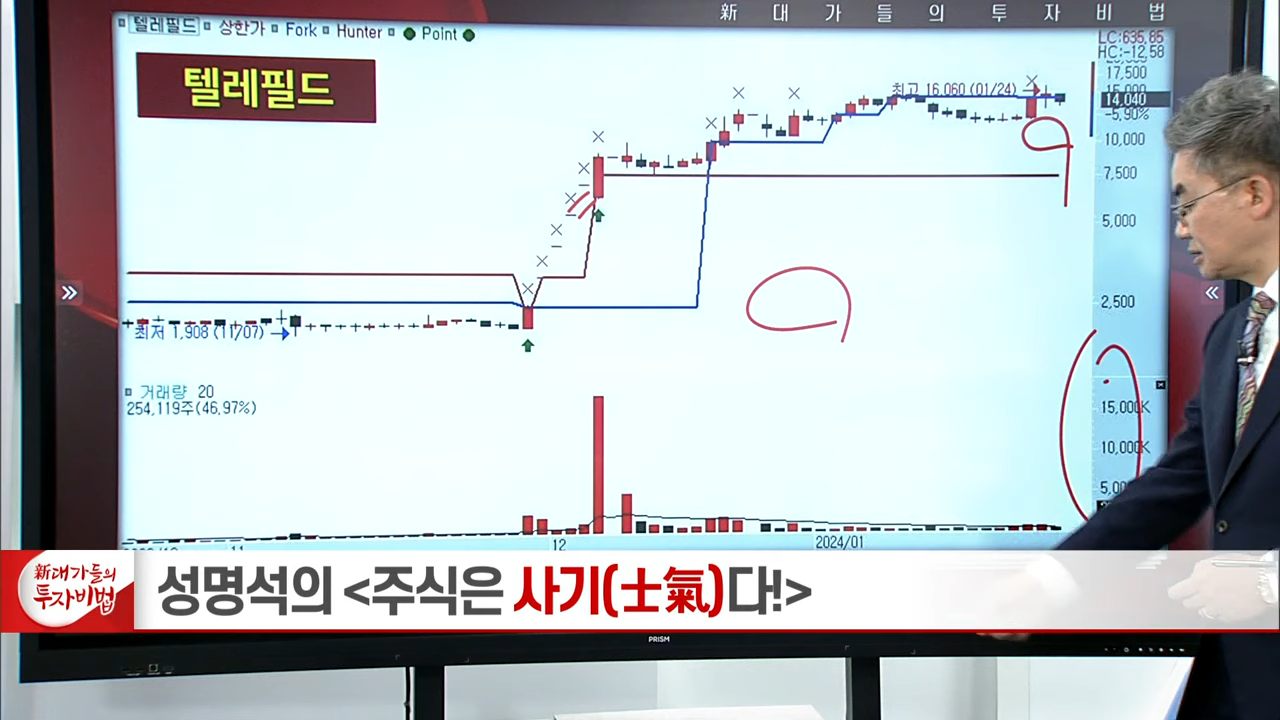 新 대 가 들 의 투 자 비 법
텔레필드 상한가 Fork Hunter Point
LC:635,85
HC:-12,58
텔레필드
17,500
최고 16,060 (01/24)
14,040
-5,90%
10,000
7,500
5,000
2,500
최저 1,908 (11/07)
거래량 20
254,119주(46,97%)
15,000K
10,000K
11
12
2024/01
新대가들의
투자비법
성명석의 <주식은 사기(士氣)다!>
PRISM